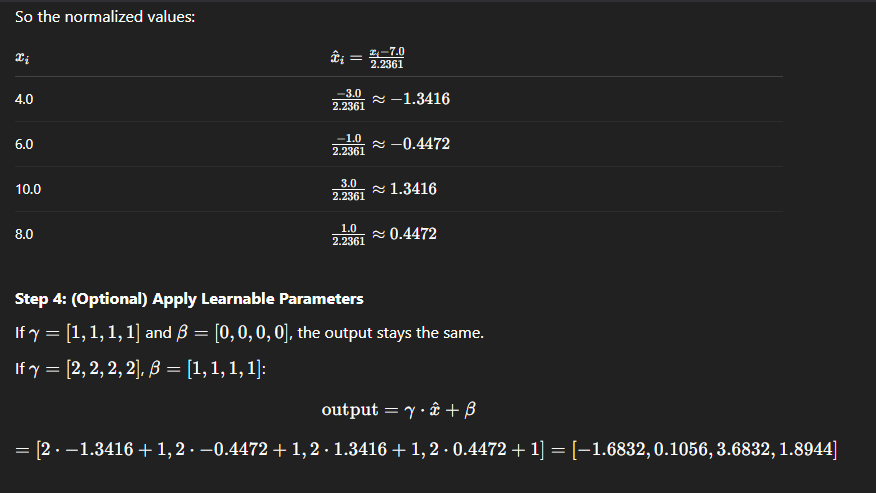 So the normalized values:
x_i    x̂_i = (x_i−7.0)/2.2361
4.0    −3.0/2.2361 ≈ −1.3416
6.0    −1.0/2.2361 ≈ −0.4472
10.0    3.0/2.2361 ≈ 1.3416
8.0    1.0/2.2361 ≈ 0.4472
Step 4: (Optional) Apply Learnable Parameters
If γ = [1, 1, 1, 1] and β = [0, 0, 0, 0], the output stays the same.
If γ = [2, 2, 2, 2], β = [1, 1, 1, 1]:
output = γ ⋅ x̂ + β
= [2 ⋅ −1.3416 + 1, 2 ⋅ −0.4472 + 1, 2 ⋅ 1.3416 + 1, 2 ⋅ 0.4472 + 1] = [−1.6832, 0.1056, 3.6832, 1.8944]